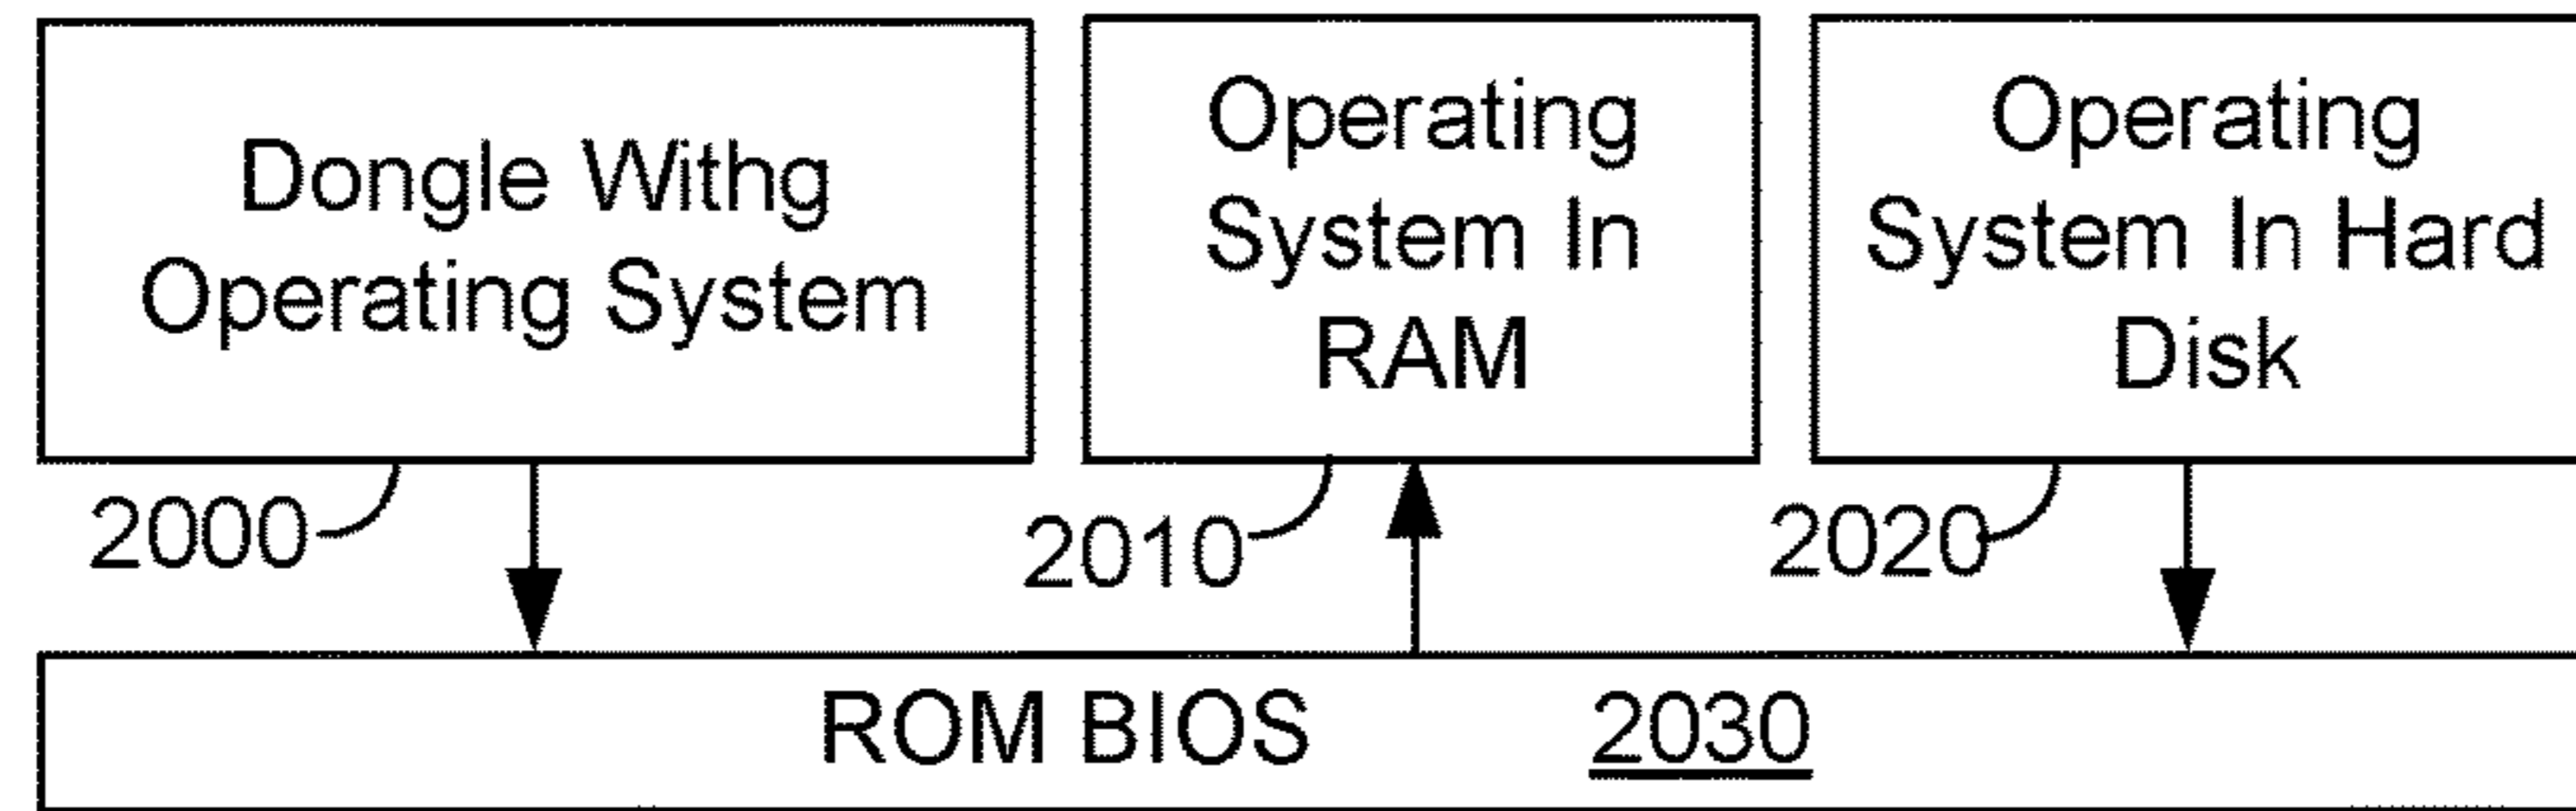 Dongle Withg
Operating System
Operating
System In
RAM
Operating
System In Hard
Disk
2000
2010
2020
ROM BIOS 2030